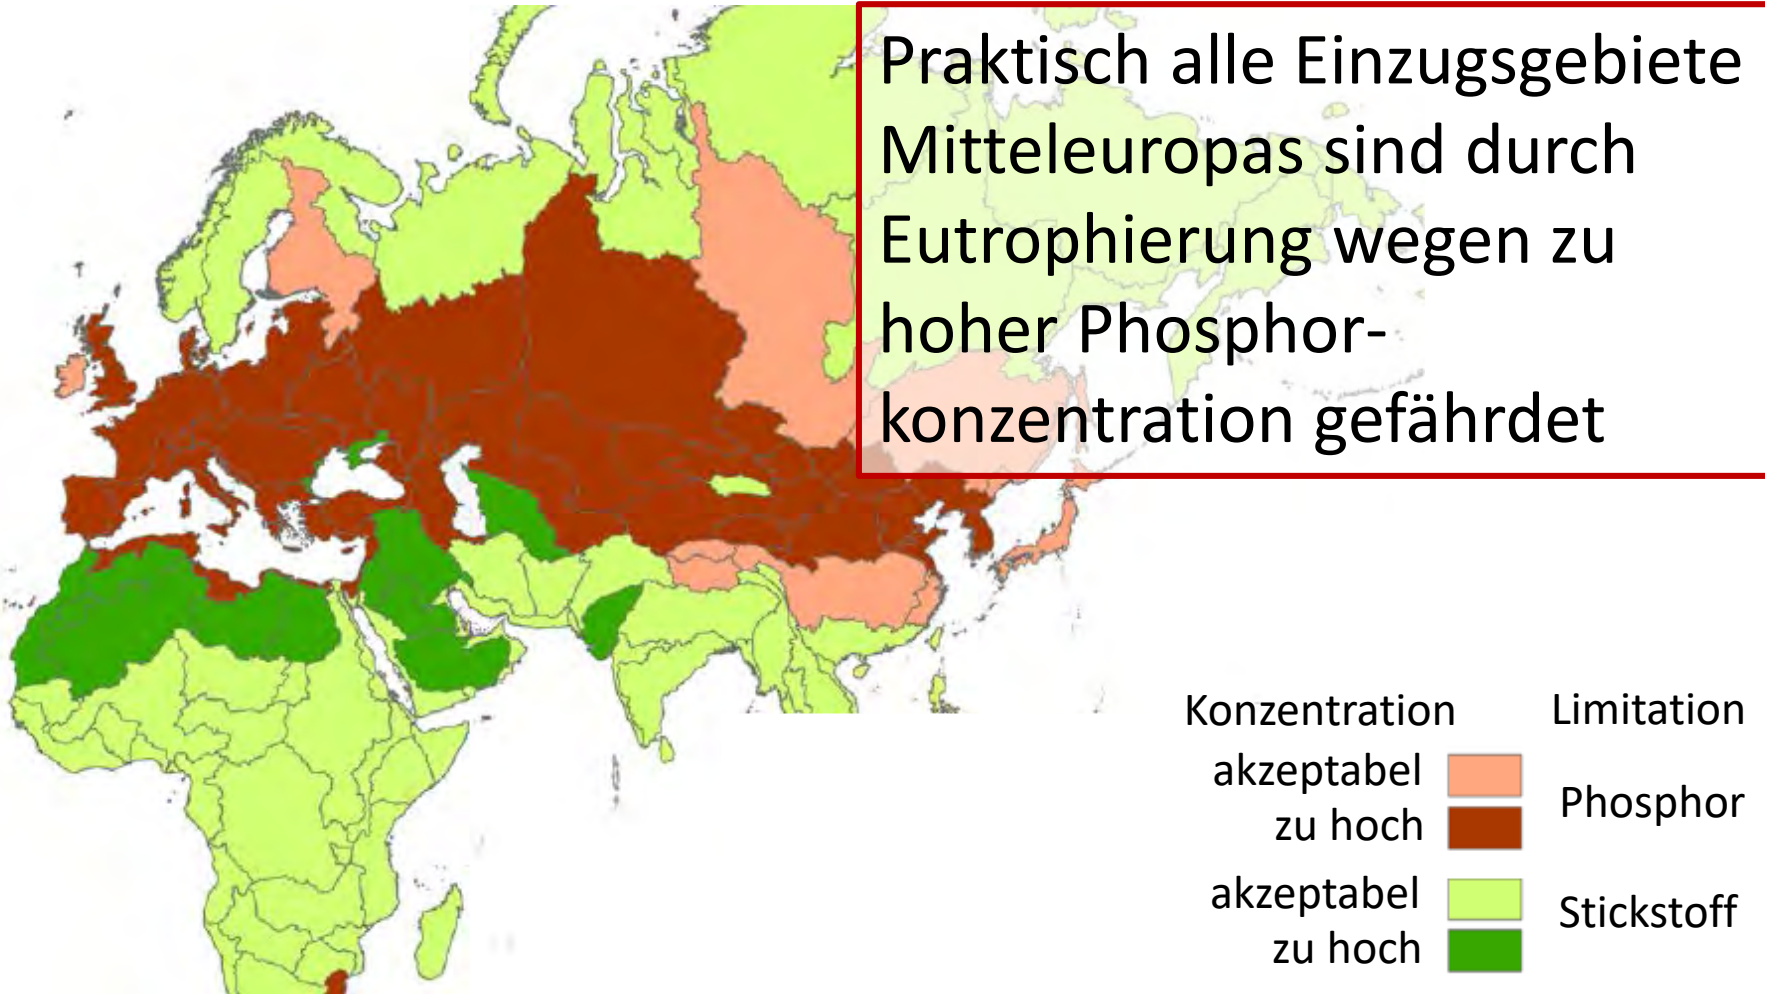 Praktisch alle Einzugsgebiete
Mitteleuropas sind durch
Eutrophierung wegen zu
hoher Phosphor-
konzentration gefährdet
Konzentration Limitation
akzeptabel
Phosphor
zu hoch
akzeptabel
Stickstoff
zu hoch